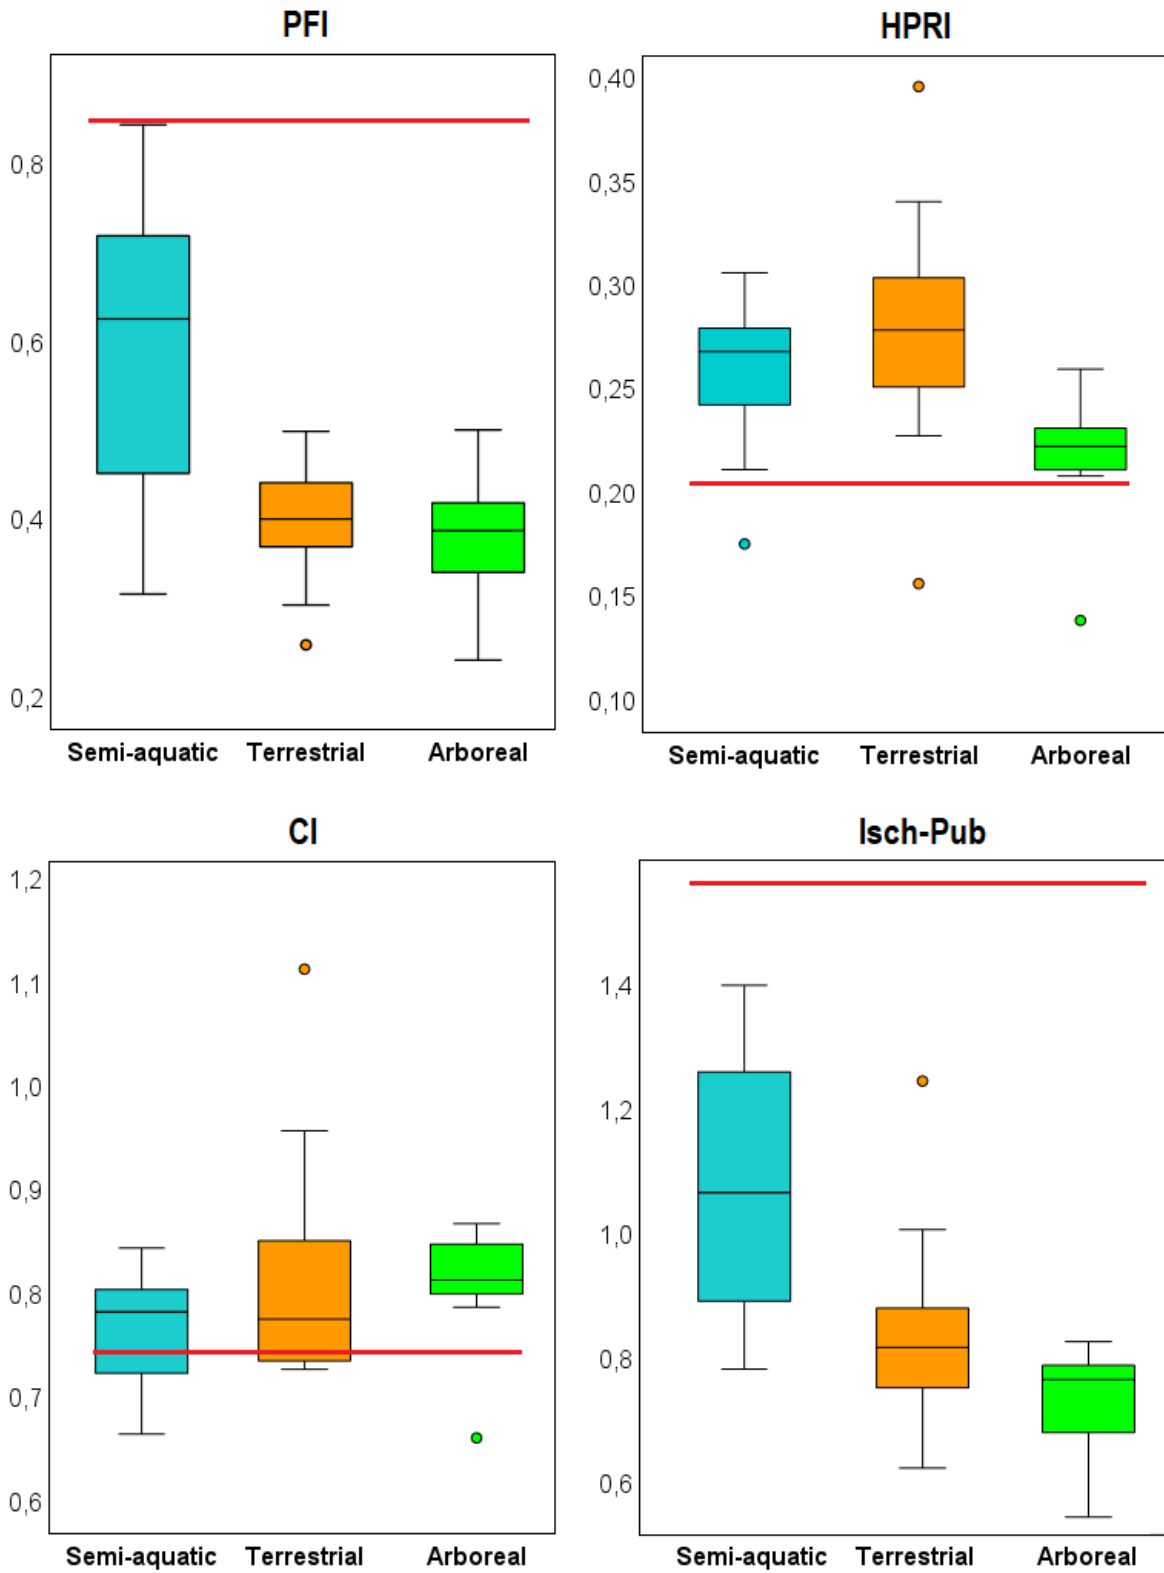 PFI
0,8
0,6
0,4
0,2
Semi-aquatic Terrestrial Arboreal
HPRI
0,40
0,35
0,30
0,25
0,20
0,15
0,10
Semi-aquatic Terrestrial Arboreal
CI
1,2
1,1
1,0
0,9
0,8
0,7
0,6
Semi-aquatic Terrestrial Arboreal
Isch-Pub
1,4
1,2
1,0
0,8
0,6
Semi-aquatic Terrestrial Arboreal